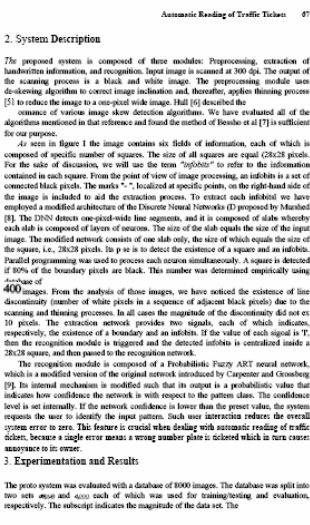 Automatic Reading of Traffic Tickets 67
2. System Description
The proposed system is composed of three modules: Preprocessing, extraction of
handwritten information, and recognition. Input image is scanned at 300 dpi. The output of
the scanning process is a black and white image. The preprocessing module uses
de-skewing algorithm to correct image inclination and, thereafter, applies thinning process
[51 to reduce the image to a one-pixel wide image. Hull [6] described the
ormance of various image skew detection algorithms. We have evaluated all of the
algorithms mentioned in that reference and found the method of Bessho et al [7] is sufficient
for our purpose.
As seen in figure I the image contains six fields of information, each of which is
composed of specific number of squares. The size of all squares are equal (28x28 pixels.
For the sake of discussion, we will use the term "infobits" to refer to the information
contained in each square. From the point of view of image processing, an infobits is a set of
connected black pixels. The marks "- ", localized at specific points, on the right-hand side of
the image is included to aid the extraction process. To extract each infobitsl we have
employed a modified architecture of the Discrete Neural Networks (D proposed by Murshed
[8]. The DNN detects one-pixel-wide line segments, and it is composed of slabs whereby
each slab is composed of layers of neurons. The size of the slab equals the size of the input
image. The modified network consists of one slab only, the size of which equals the size of
the square, i.e., 28x28 pixels. Its p se is to detect the existence of a square and an infobits.
Parallel programming was used to process each neuron simultaneously. A square is detected
if 80% of the boundary pixels are black. This number was determined empirically using
database of
400 images. From the analysis of those images, we have noticed the existence of line
discontinuity (number of white pixels in a sequence of adjacent black pixels) due to the
scanning and thinning processes. In all cases the magnitude of the discontinuity did not ex
10 pixels. The extraction network provides two signals, each of which indicates,
respectively, the existence of a boundary and an infobits. If the value of each signal is 'I',
then the recognition module is triggered and the detected infobits is centralized inside a
28x28 square, and then passed to the recognition network.
The recognition module is composed of a Probabilistic Fuzzy ART neural network,
which is a modified version of the original network introduced by Carpenter and Grossberg
[9]. Its internal mechanism is modified such that its output is a probabilistic value that
indicates how confidence the network is with respect to the pattern class. The confidence
level is set internally. If the network confidence is lower than the preset value, the system
requests the user to identify the input pattern. Such user interaction reduces the overall
system error to zero. This feature is crucial when dealing with automatic reading of traffic
tickets, because a single error means a wrong number plate is ticketed which in turn causes
annoyance to its owner.
3. Experimentation and Results
The proto system was evaluated with a database of 8000 images. The database was split into
two sets and each of which was used for training/testing and evaluation,
respectively. The subscript indicates the magnitude of the data set. The